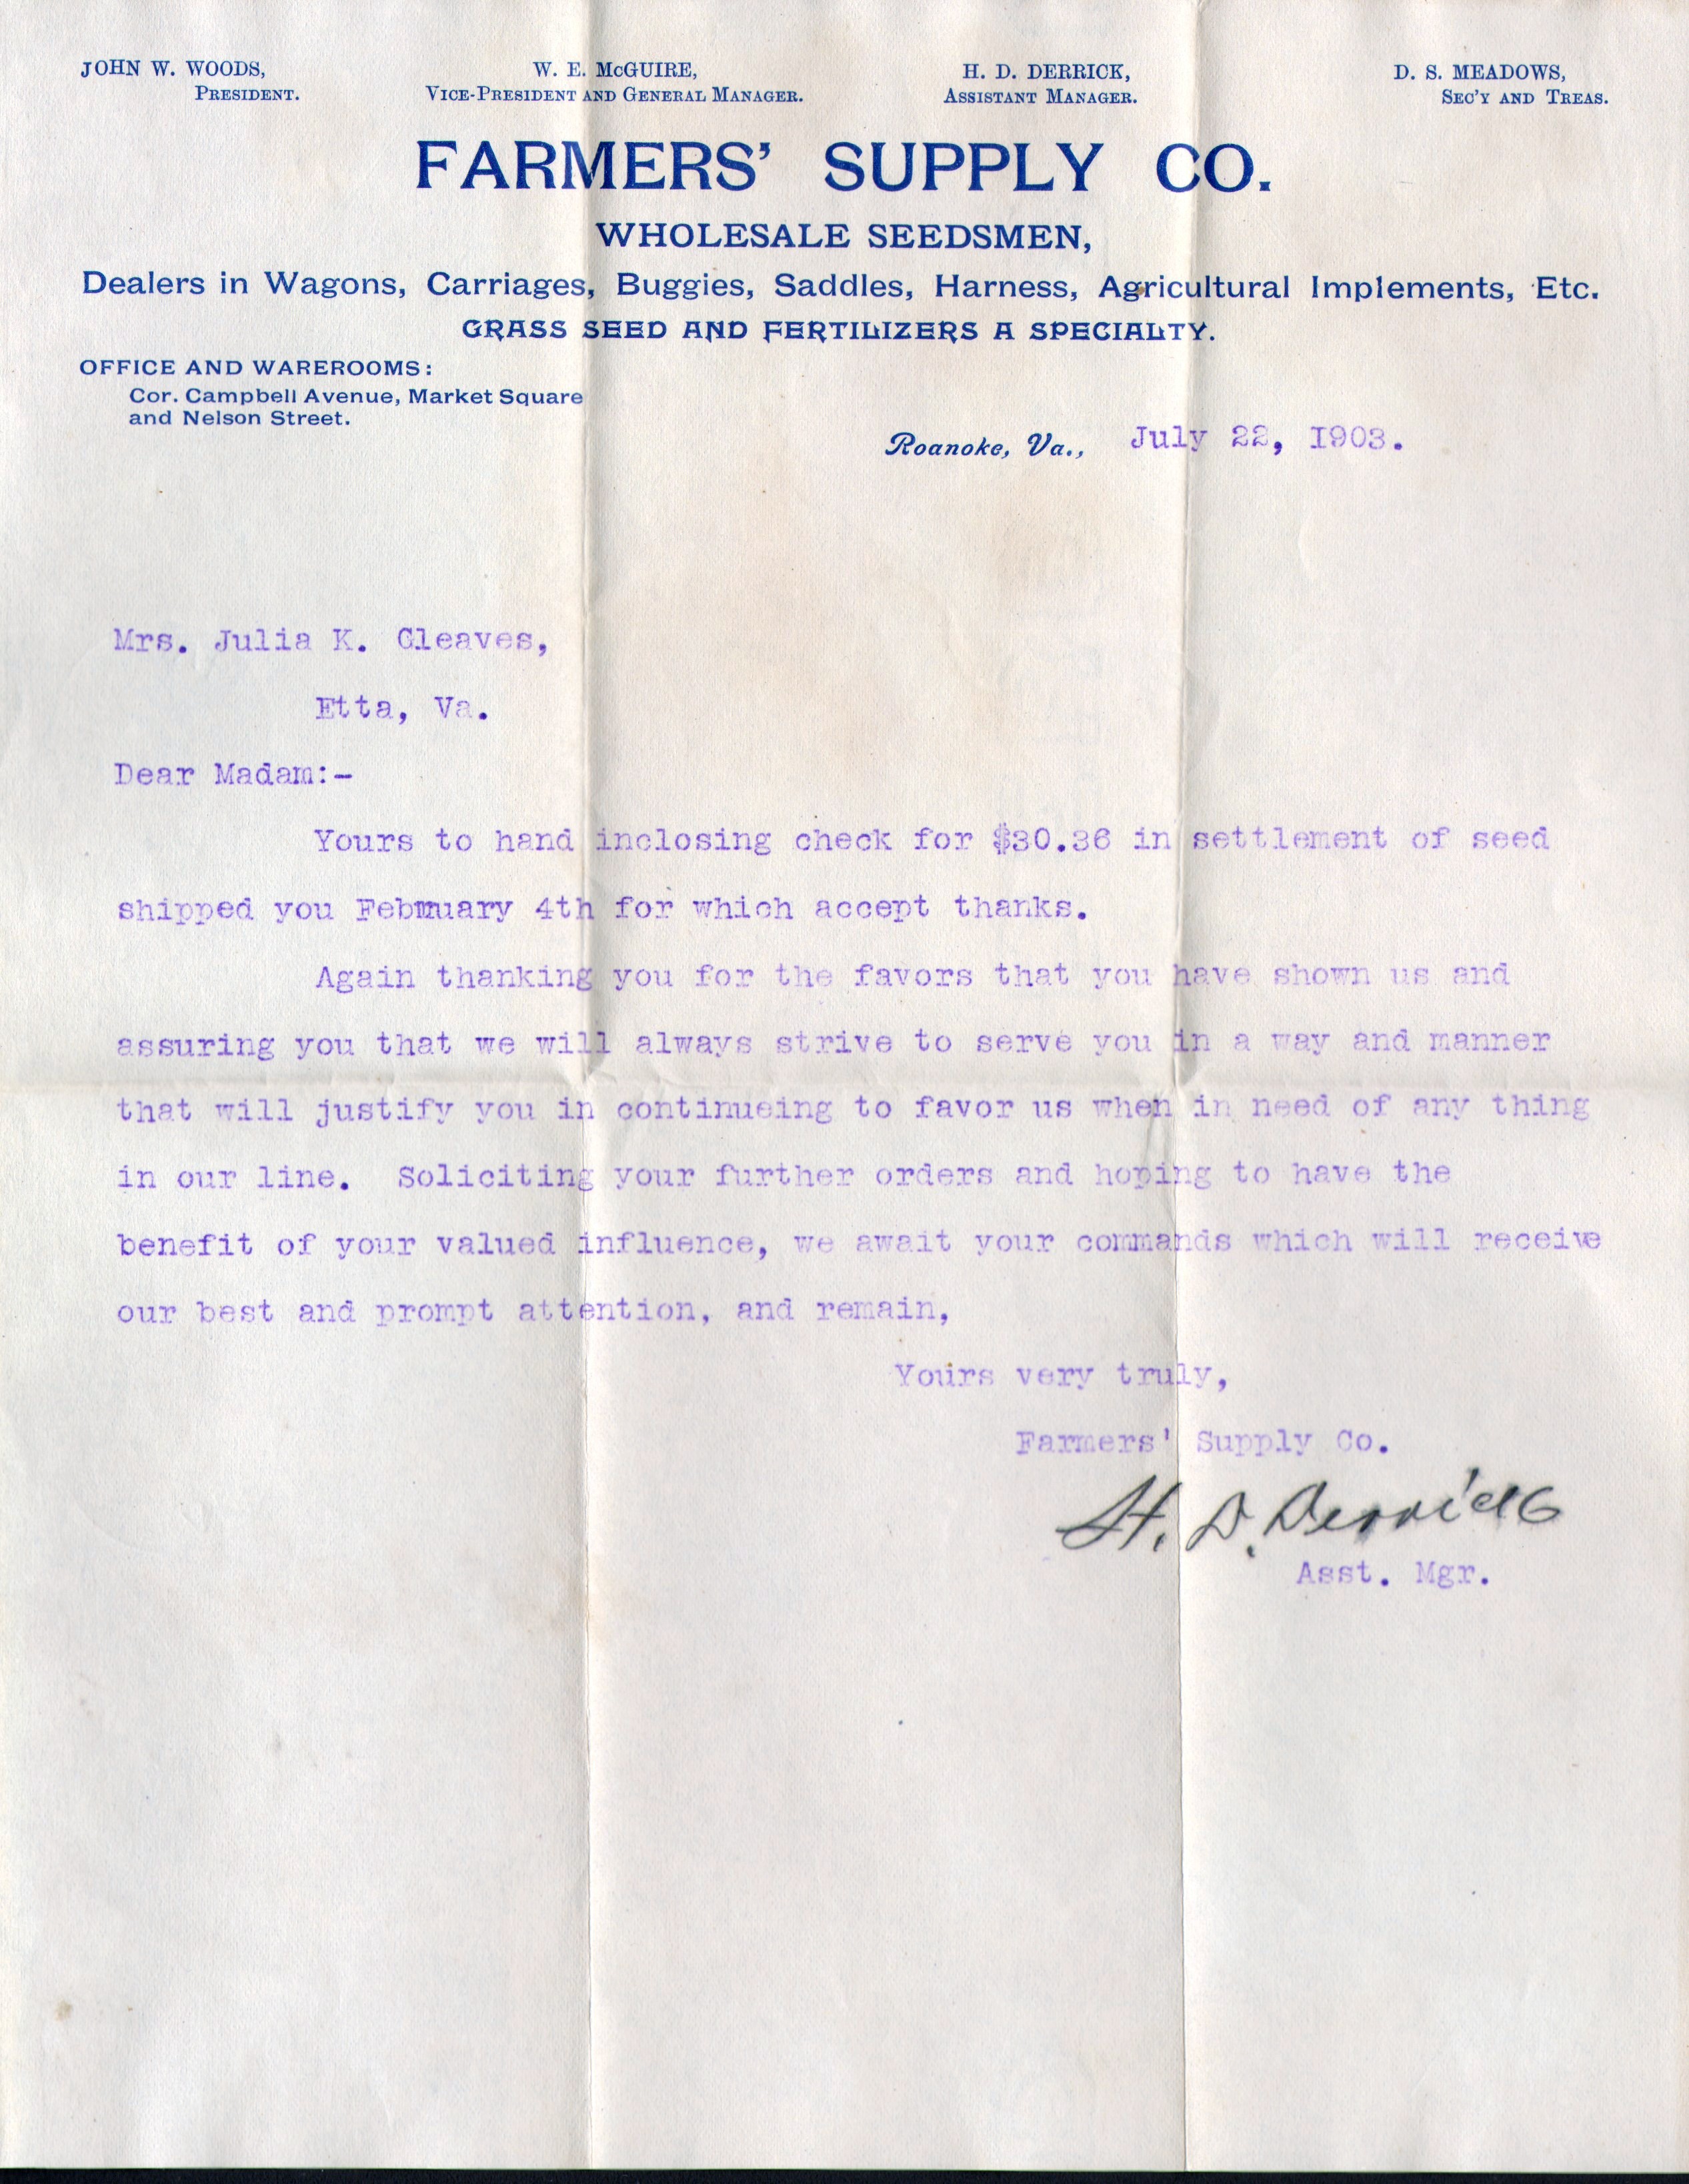 JOHN W. WOODS,
PRESIDENT.
W. E. McGUIRE,
VICE-PRESIDENT AND GENERAL MANAGER.
H. D. DERRICK,
ASSISTANT MANAGER.
D. S. MEADOWS,
SEC'Y AND TREAS.
FARMERS' SUPPLY CO.
WHOLESALE SEEDSMEN,
Dealers in Wagons, Carriages, Buggies, Saddles, Harness, Agricultural Implements, Etc.
GRASS SEED AND FERTILIZERS A SPECIALTY.
OFFICE AND WAREROOMS:
Cor. Campbell Avenue, Market Square
and Nelson Street.
Roanoke, Va., July 22, 1903.
Mrs. Julia K. Cleaves,
Etta, Va.
Dear Madam:-
Yours to hand inclosing check for $30.36 in settlement of seed
shipped you February 4th for which accept thanks.
Again thanking you for the favors that you have shown us and
assuring you that we will always strive to serve you in a way and manner
that will justify you in continueing to favor us when in need of any thing
in our line. Soliciting your further orders and hoping to have the
benefit of your valued influence, we await your commands which will receive
our best and prompt attention, and remain,
Yours very truly,
Farmers' Supply Co.
H. D. Derrick
Asst. Mgr.